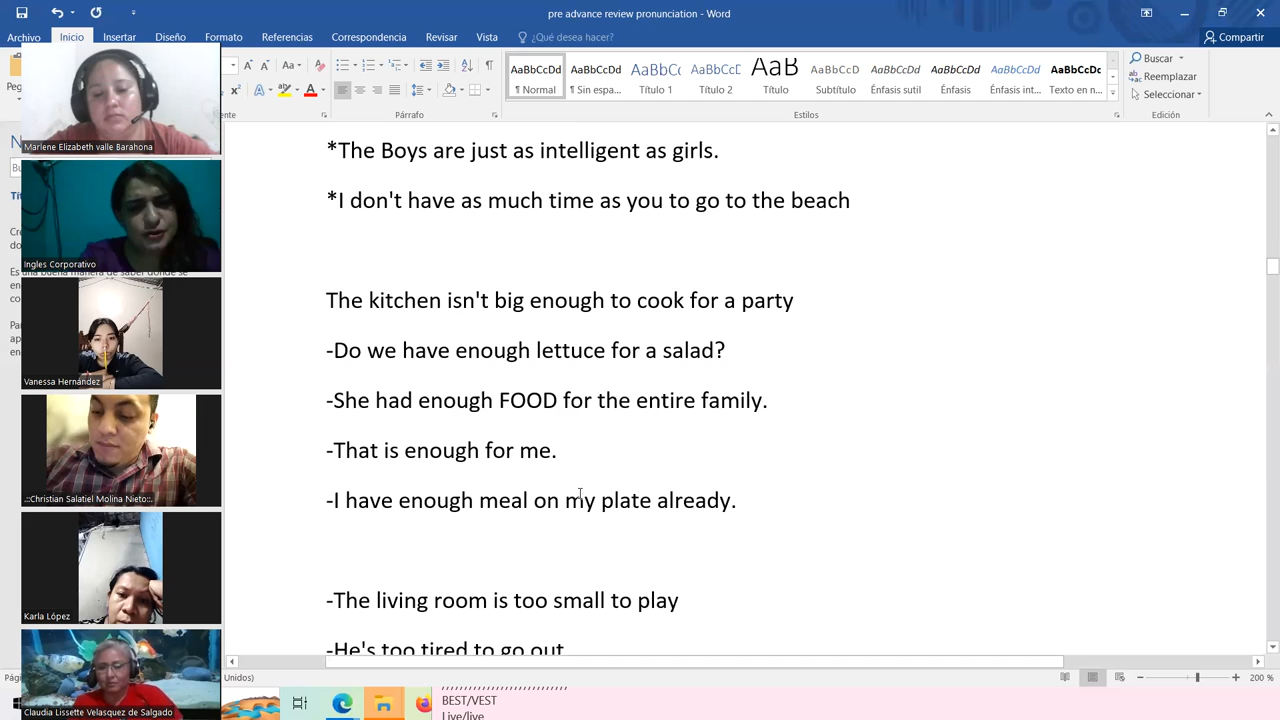 pre advance review pronunciation - Word
Archivo Inicio Insertar Diseño Formato Referencias Correspondencia Revisar Vista ¿Qué desea hacer? Compartir
AaBbCcDd AaBbCcDd AaBbCc AaBbCcD AaB AaBbCcD AaBbCcDd AaBbCcDd AaBbCcDd AaBbCcDc
¶ Normal ¶ Sin espa... Título 1 Título 2 Título Subtítulo Énfasis sutil Énfasis Énfasis int... Texto en n...
Buscar
Reemplazar
Seleccionar
Párrafo Estilos Edición
*The Boys are just as intelligent as girls.
*I don't have as much time as you to go to the beach
The kitchen isn't big enough to cook for a party
-Do we have enough lettuce for a salad?
-She had enough FOOD for the entire family.
-That is enough for me.
-I have enough meal on my plate already.
-The living room is too small to play
-He's too tired to go out
Marlene Elizabeth valle Barahona
Ingles Corporativo
Vanessa Hernández
.::Christian Salatiel Molina Nieto::.
Karla López
Claudia Lissette Velasquez de Salgado
Unidos)
200 %
BEST/VEST
Live/live